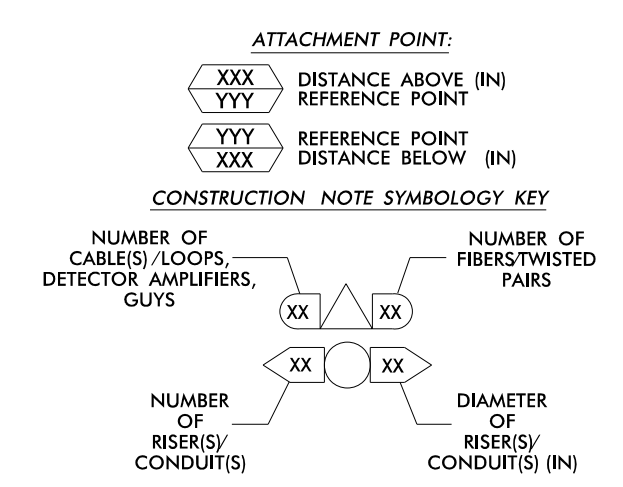 ATTACHMENT POINT:
XXX
YYY
DISTANCE ABOVE (IN)
REFERENCE POINT
YYY
XXX
REFERENCE POINT
DISTANCE BELOW (IN)
CONSTRUCTION NOTE SYMBOLOGY KEY
NUMBER OF
CABLE(S)/LOOPS,
DETECTOR AMPLIFIERS,
GUYS
NUMBER OF
FIBERS/TWISTED
PAIRS
XX
XX
XX
XX
NUMBER
OF
RISER(S)/
CONDUIT(S)
DIAMETER
OF
RISER(S)/
CONDUIT(S) (IN)